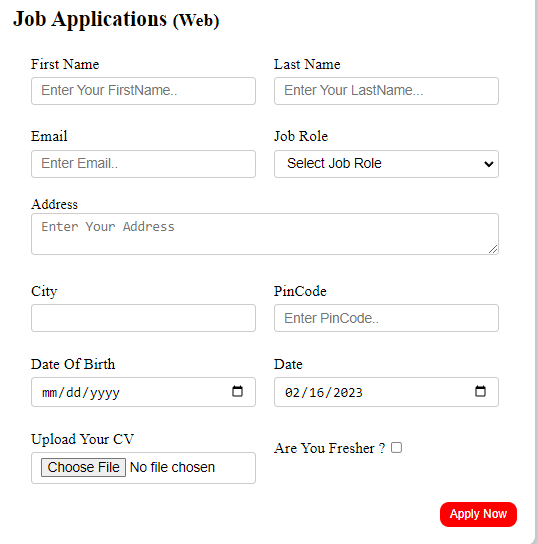 Job Applications (Web)
First Name Last Name
Enter Your FirstName.. Enter Your LastName...
Email Job Role
Enter Email.. Select Job Role
Address
Enter Your Address
City PinCode
Enter PinCode..
Date Of Birth Date
mm/dd/yyyy 02/16/2023
Upload Your CV Are You Fresher ?
Choose File No file chosen
Apply Now